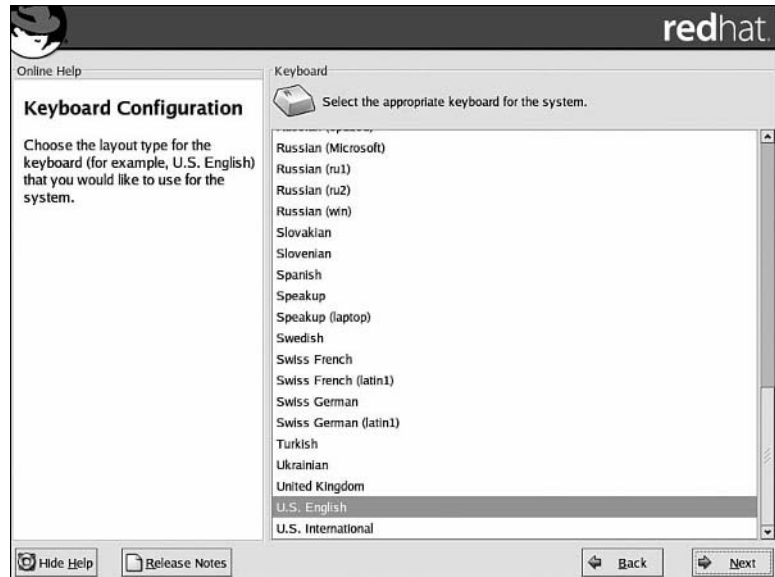 redhat.
Online Help
Keyboard Configuration
Choose the layout type for the
keyboard (for example, U.S. English)
that you would like to use for the
system.
Keyboard
Select the appropriate keyboard for the system.
Russian (Microsoft)
Russian (ru1)
Russian (ru2)
Russian (win)
Slovakian
Slovenian
Spanish
Speakup
Speakup (laptop)
Swedish
Swiss French
Swiss French (latin1)
Swiss German
Swiss German (latin1)
Turkish
Ukrainian
United Kingdom
U.S. English
U.S. International
Hide Help
Release Notes
Back
Next